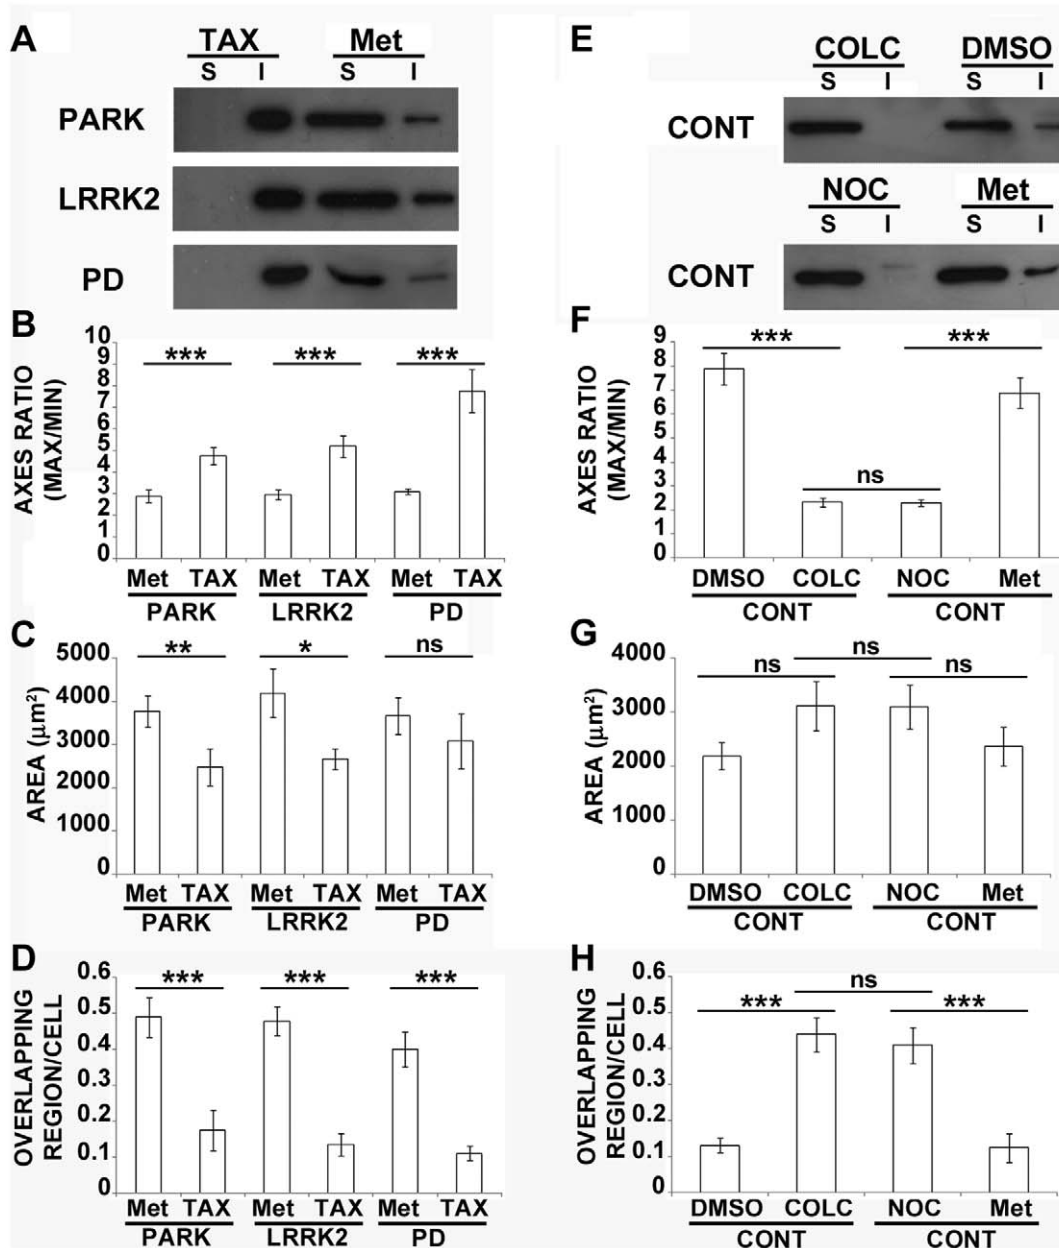 A
TAX Met
S I S I
PARK
LRRK2
PD
B
AXES RATIO
(MAX/MIN)
10
9
8
7
6
5
4
3
2
1
0
*** *** ***
Met TAX Met TAX Met TAX
PARK LRRK2 PD
C
AREA (μm²)
5000
4000
3000
2000
1000
0
** * ns
Met TAX Met TAX Met TAX
PARK LRRK2 PD
D
OVERLAPPING
REGION/CELL
0.6
0.5
0.4
0.3
0.2
0.1
0
*** *** ***
Met TAX Met TAX Met TAX
PARK LRRK2 PD
E
COLC DMSO
S I S I
CONT
NOC Met
S I S I
CONT
F
AXES RATIO
(MAX/MIN)
9
8
7
6
5
4
3
2
1
0
*** ***
ns
DMSO COLC NOC Met
CONT CONT
G
AREA (μm²)
4000
3000
2000
1000
0
ns
ns ns
DMSO COLC NOC Met
CONT CONT
H
OVERLAPPING
REGION/CELL
0.6
0.5
0.4
0.3
0.2
0.1
0
ns
*** ***
DMSO COLC NOC Met
CONT CONT